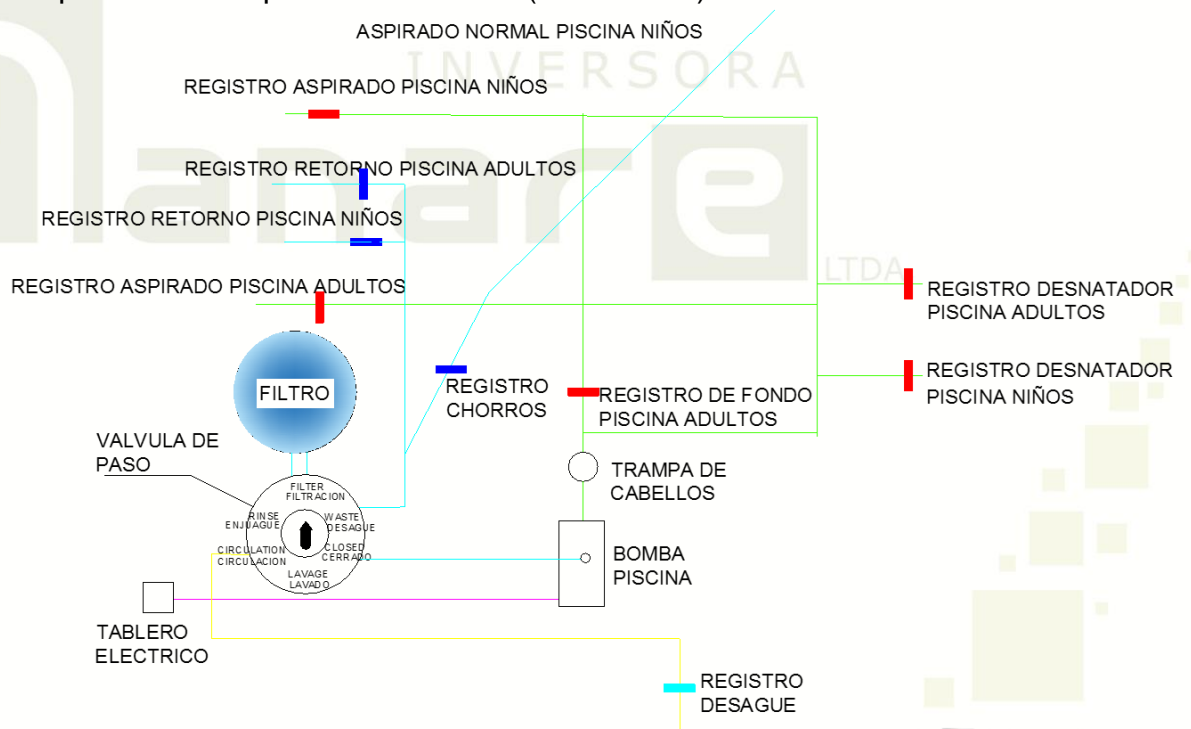 ASPIRADO NORMAL PISCINA NIÑOS
INVERSORA
REGISTRO ASPIRADO PISCINA NIÑOS
manare
REGISTRO RETORNO PISCINA ADULTOS
REGISTRO RETORNO PISCINA NIÑOS
LTDA
REGISTRO ASPIRADO PISCINA ADULTOS
REGISTRO DESNATADOR
PISCINA ADULTOS
REGISTRO DESNATADOR
PISCINA NIÑOS
FILTRO
REGISTRO
CHORROS
REGISTRO DE FONDO
PISCINA ADULTOS
VALVULA DE
PASO
TRAMPA DE
CABELLOS
FILTER
FILTRACION
RINSE
ENJUAGUE
WASTE
DESAGUE
CIRCULATION
CIRCULACION
CLOSED
CERRADO
LAVAGE
LAVADO
BOMBA
PISCINA
TABLERO
ELECTRICO
REGISTRO
DESAGUE